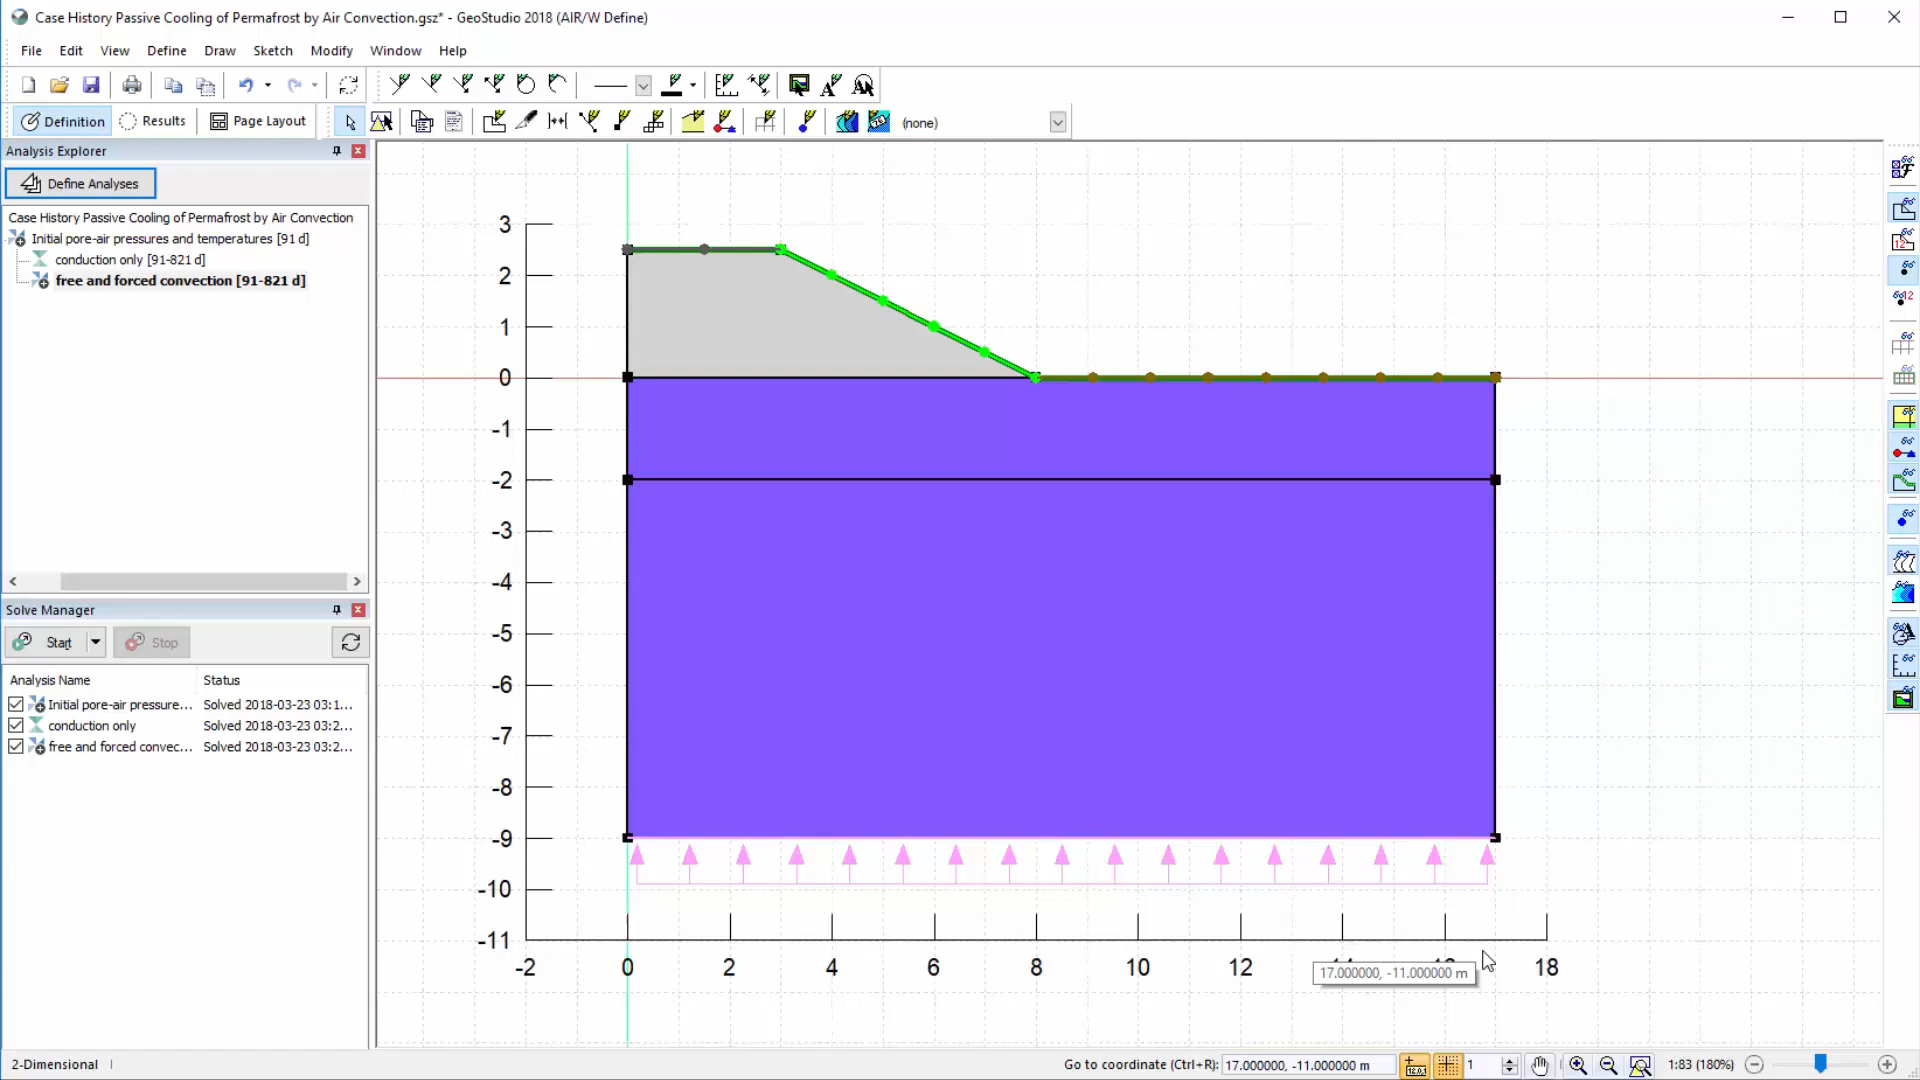 Case History Passive Cooling of Permafrost by Air Convection.gsz* - GeoStudio 2018 (AIR/W Define)
File Edit View Define Draw Sketch Modify Window Help
Definition Results Page Layout (none)
Analysis Explorer
Define Analyses
Case History Passive Cooling of Permafrost by Air Convection
Initial pore-air pressures and temperatures [91 d]
conduction only [91-821 d]
free and forced convection [91-821 d]
Solve Manager
Start Stop
Analysis Name Status
Initial pore-air pressure... Solved 2018-03-23 03:1...
conduction only Solved 2018-03-23 03:2...
free and forced convec... Solved 2018-03-23 03:2...
3
2
1
0
-1
-2
-3
-4
-5
-6
-7
-8
-9
-10
-11
-2 0 2 4 6 8 10 12 18
17.000000, -11.000000 m
2-Dimensional
Go to coordinate (Ctrl+R): 17.000000, -11.000000 m 1 1:83 (180%)